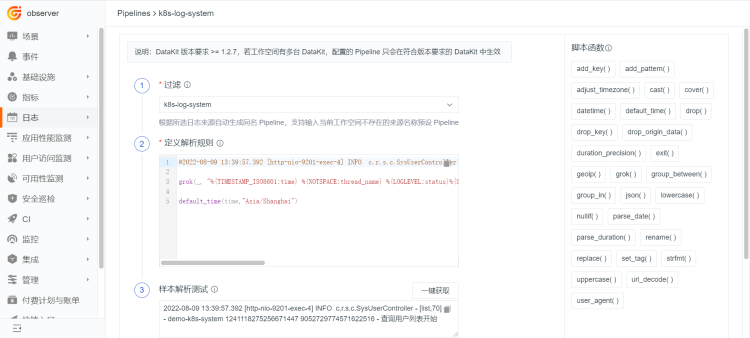 observer
Pipelines > k8s-log-system
场景
事件
基础设施
指标
日志
应用性能监测
用户访问监测
可用性监测
安全巡检
CI
监控
集成
管理
付费计划与账单
说明：DataKit 版本要求 >= 1.2.7，若工作空间有多台 DataKit，配置的 Pipeline 只会在符合版本要求的 DataKit 中生效
1 * 过滤
k8s-log-system
根据所选日志来源自动生成同名 Pipeline，支持输入当前工作空间不存在的来源名称预设 Pipeline
2 * 定义解析规则
1 #2022-08-09 13:39:57.392 [http-nio-9201-exec-4] INFO c.r.s.c.SysUserController
2
3 grok(_, "%{TIMESTAMP_ISO8601:time} %{NOTSPACE:thread_name} %{LOGLEVEL:status}%{S
4
5 default_time(time,"Asia/Shanghai")
3 样本解析测试
一键获取
2022-08-09 13:39:57.392 [http-nio-9201-exec-4] INFO c.r.s.c.SysUserController - [list,70]
- demo-k8s-system 1241118275256671447 9052729774571622516 - 查询用户列表开始
脚本函数
add_key( ) add_pattern( )
adjust_timezone( ) cast( ) cover( )
datetime( ) default_time( ) drop( )
drop_key( ) drop_origin_data( )
duration_precision( ) exit( )
geoip( ) grok( ) group_between( )
group_in( ) json( ) lowercase( )
nullif( ) parse_date( )
parse_duration( ) rename( )
replace( ) set_tag( ) strfmt( )
uppercase( ) url_decode( )
user_agent( )